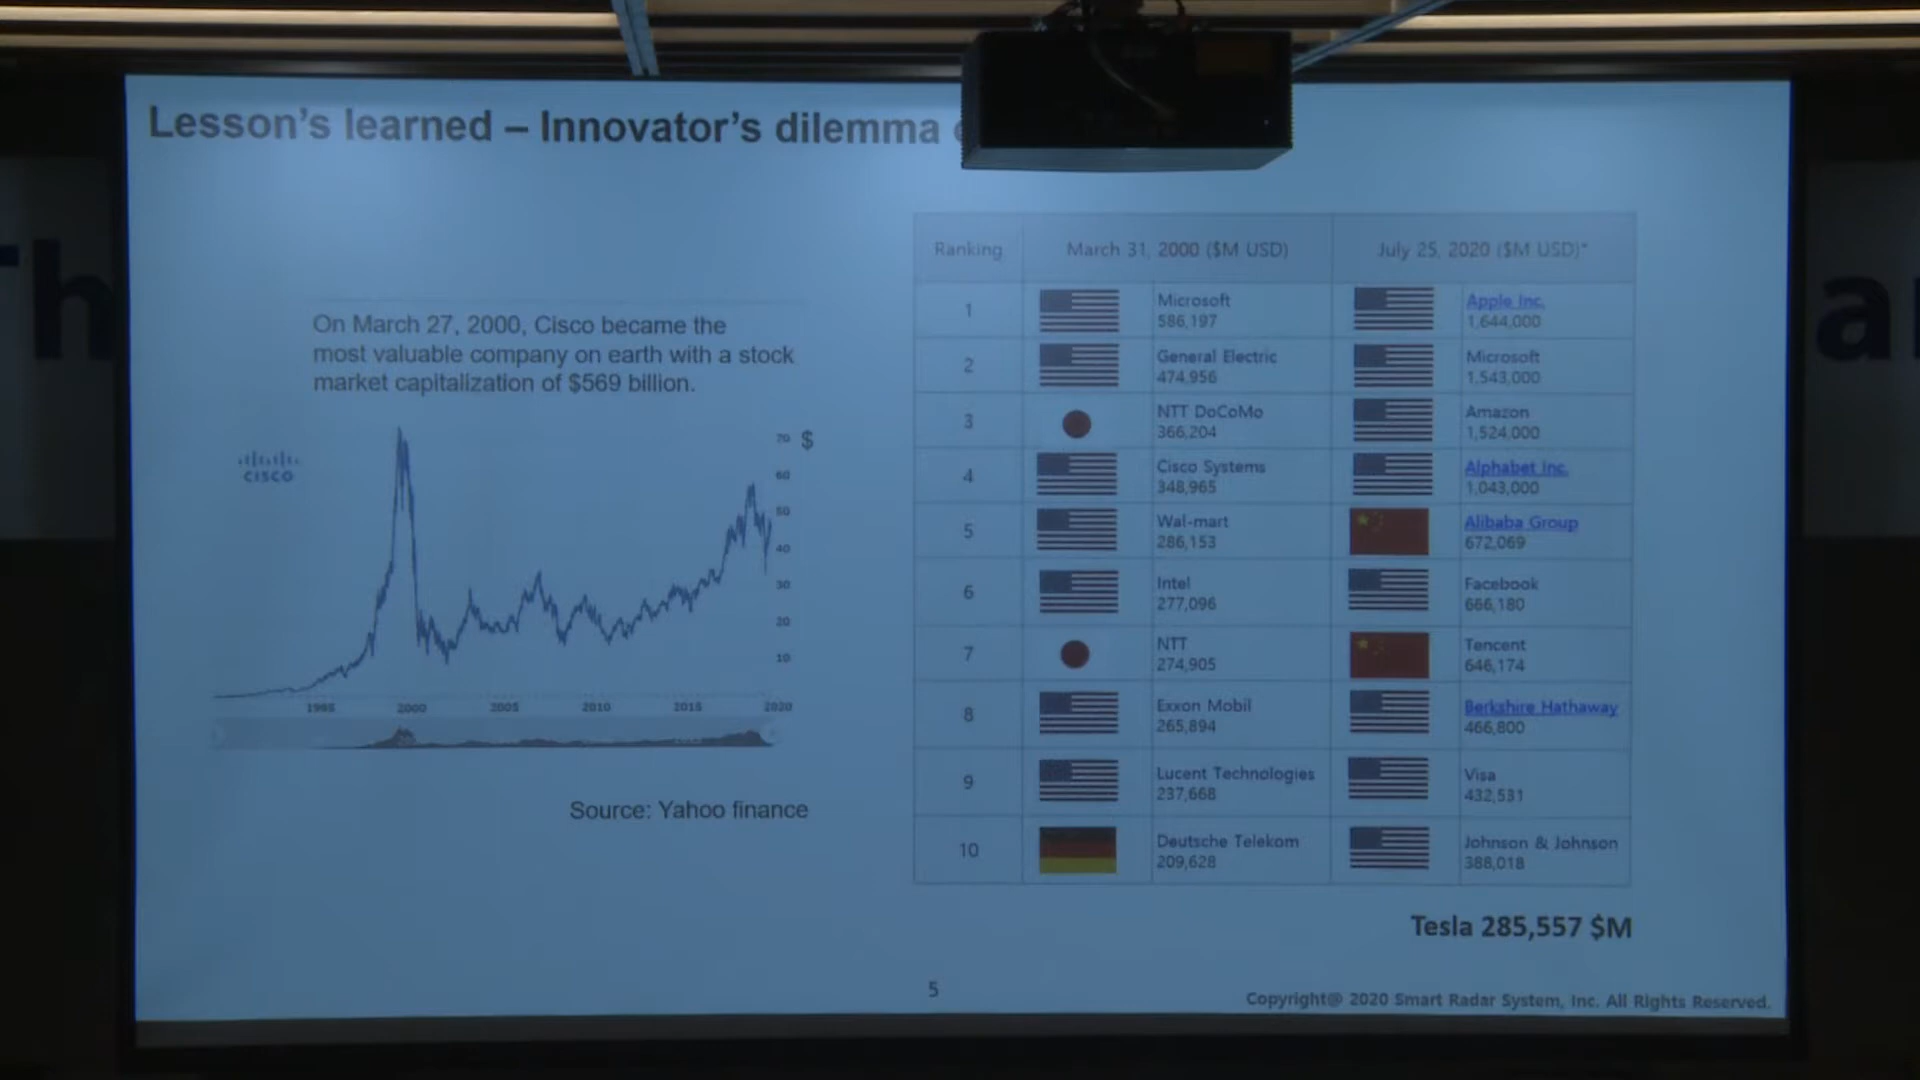 Lesson's learned – Innovator's dilemma
On March 27, 2000, Cisco became the
most valuable company on earth with a stock
market capitalization of $569 billion.
CISCO
70 $
60
50
40
30
20
10
1995 2000 2005 2010 2015 2020
Source: Yahoo finance
Ranking March 31, 2000 ($M USD) July 25, 2020 ($M USD)*
1 Microsoft Apple Inc.
586,197 1,644,000
2 General Electric Microsoft
474,956 1,543,000
3 NTT DoCoMo Amazon
366,204 1,524,000
4 Cisco Systems Alphabet Inc.
348,965 1,043,000
5 Wal-mart Alibaba Group
286,153 672,069
6 Intel Facebook
277,096 666,180
7 NTT Tencent
274,905 646,174
8 Exxon Mobil Berkshire Hathaway
265,894 466,800
9 Lucent Technologies Visa
237,668 432,531
10 Deutsche Telekom Johnson & Johnson
209,628 388,018
Tesla 285,557 $M
5
Copyright@ 2020 Smart Radar System, Inc. All Rights Reserved.